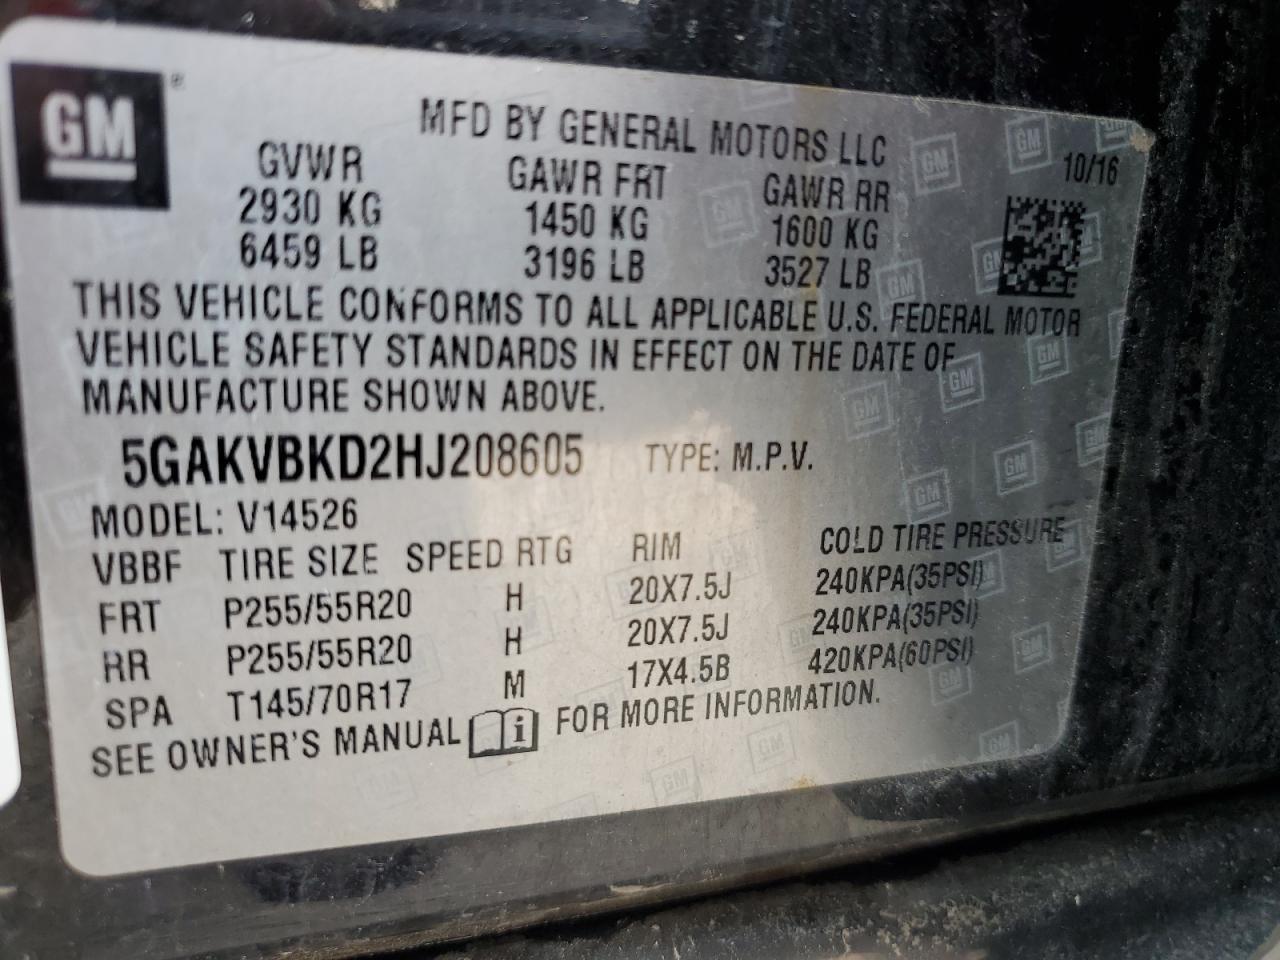 GM
MFD BY GENERAL MOTORS LLC
10/16
GVWR GAWR FRT GAWR RR
2930 KG 1450 KG 1600 KG
6459 LB 3196 LB 3527 LB
THIS VEHICLE CONFORMS TO ALL APPLICABLE U.S. FEDERAL MOTOR
VEHICLE SAFETY STANDARDS IN EFFECT ON THE DATE OF
MANUFACTURE SHOWN ABOVE.
5GAKVBKD2HJ208605 TYPE: M.P.V.
MODEL: V14526
VBBF TIRE SIZE SPEED RTG RIM COLD TIRE PRESSURE
FRT P255/55R20 H 20X7.5J 240KPA(35PSI)
RR P255/55R20 H 20X7.5J 240KPA(35PSI)
SPA T145/70R17 M 17X4.5B 420KPA(60PSI)
SEE OWNER'S MANUAL i FOR MORE INFORMATION.